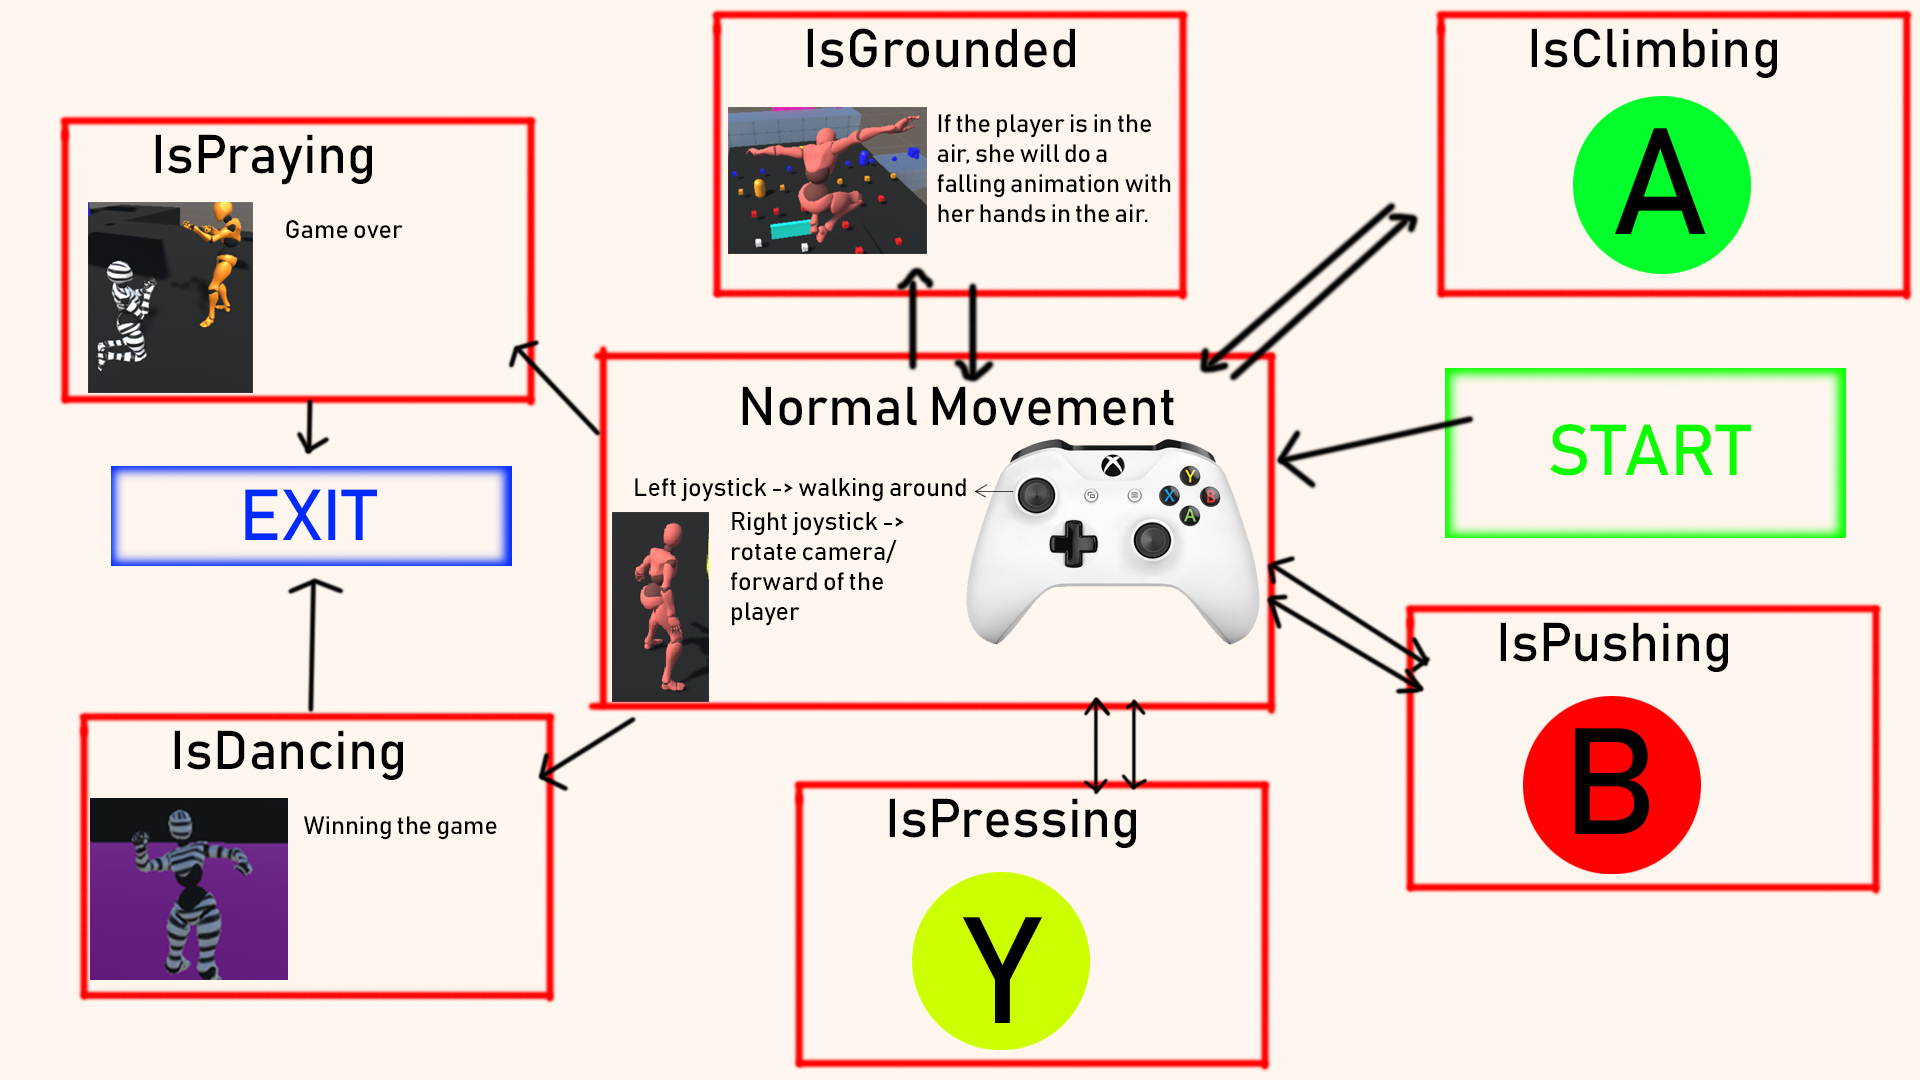 IsGrounded
If the player is in the
air, she will do a
falling animation with
her hands in the air.
IsClimbing
A
IsPraying
Game over
Normal Movement
Left joystick -> walking around
Right joystick ->
rotate camera/
forward of the
player
Y
X
B
A
START
EXIT
IsPushing
B
IsDancing
Winning the game
IsPressing
Y